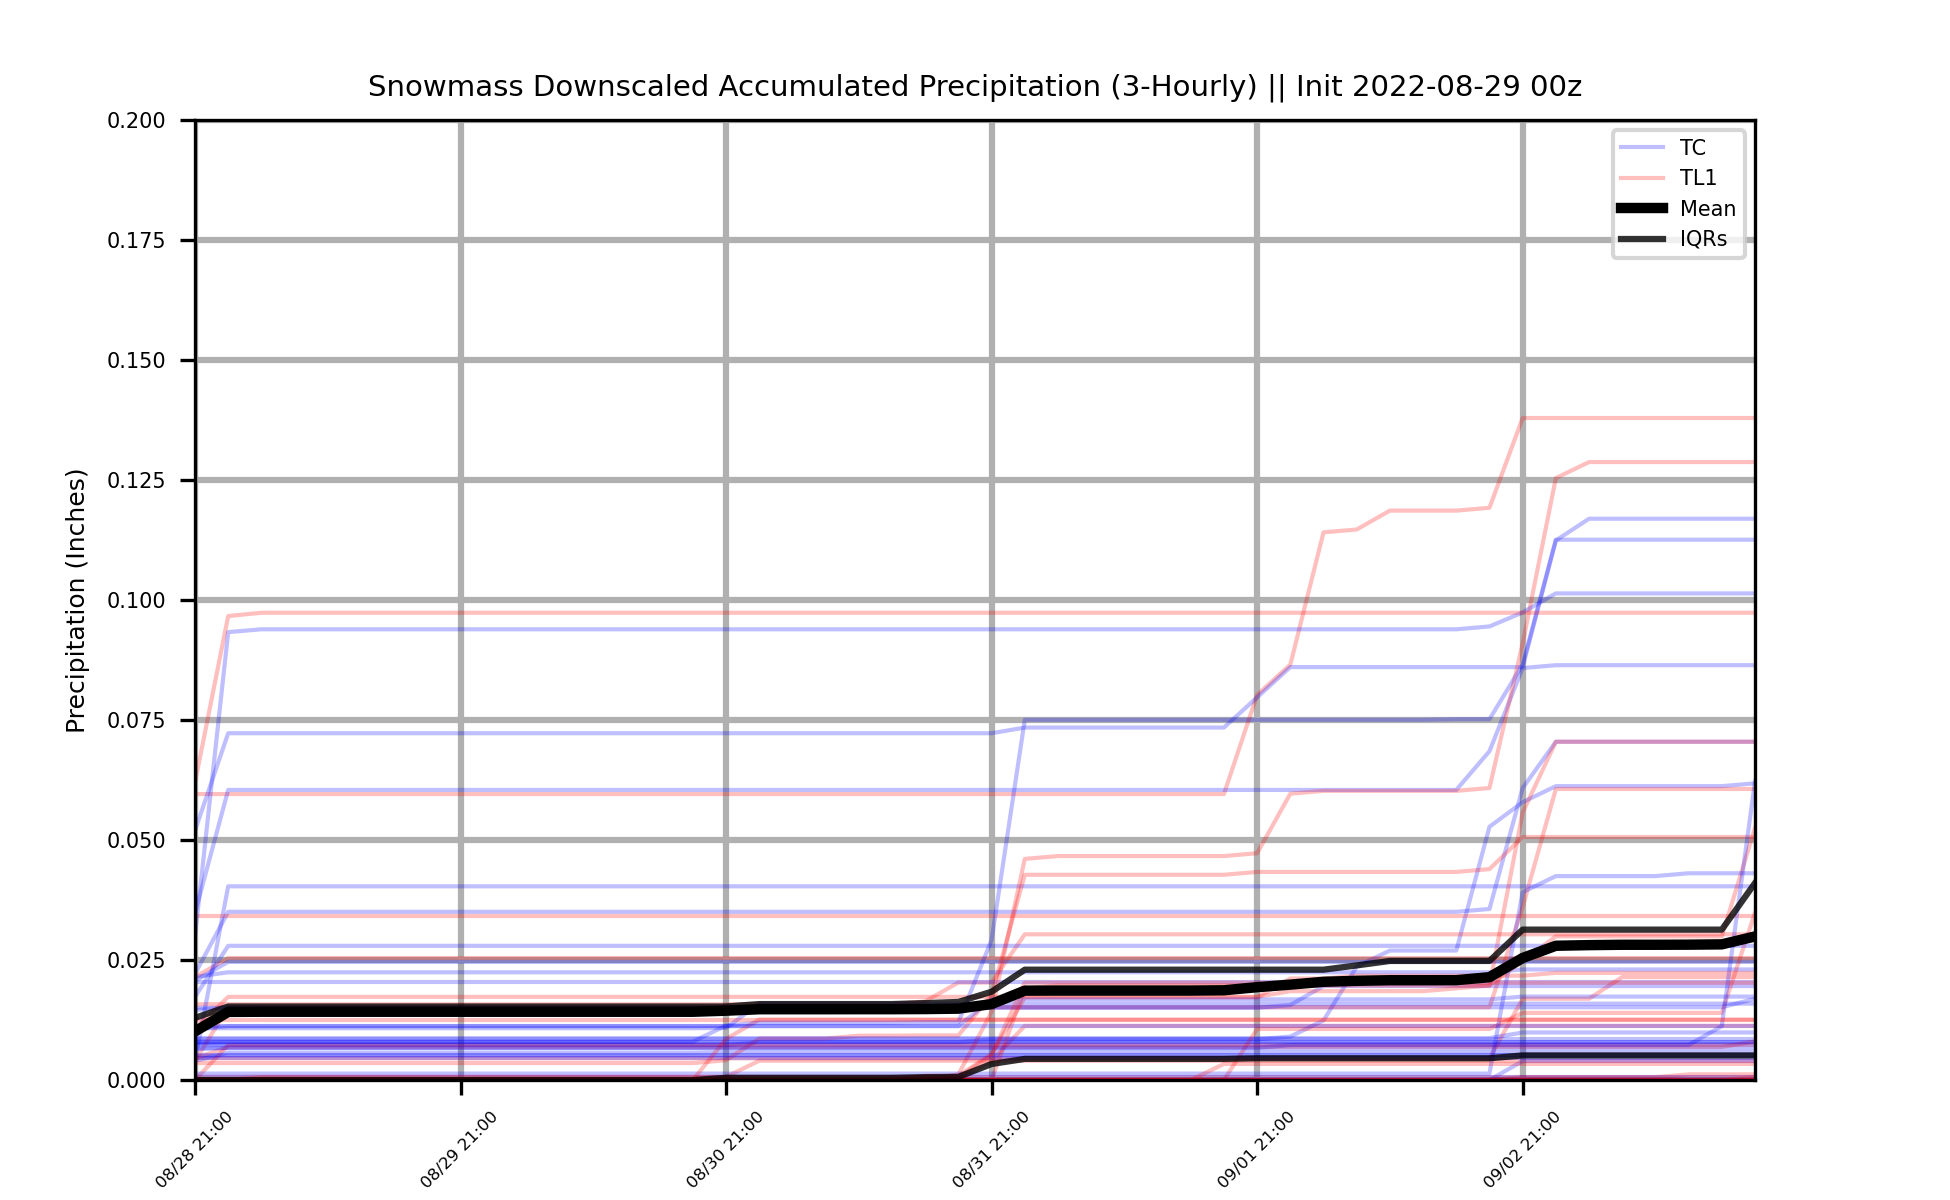 Snowmass Downscaled Accumulated Precipitation (3-Hourly) || Init 2022-08-29 00z
TC
TL1
Mean
IQRs
Precipitation (Inches)
0.200
0.175
0.150
0.125
0.100
0.075
0.050
0.025
0.000
08/28 21:00
08/29 21:00
08/30 21:00
08/31 21:00
09/01 21:00
09/02 21:00